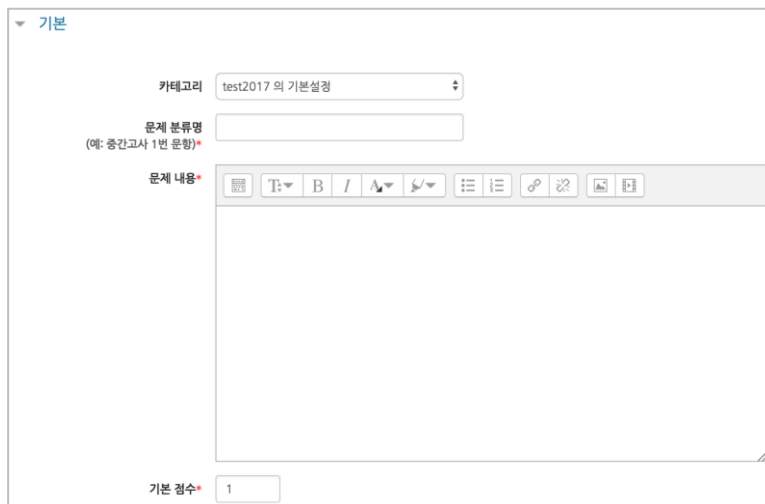 기본
카테고리
test2017 의 기본설정
문제 분류명
(예: 중간고사 1번 문항)*
문제 내용*
기본 점수*
1